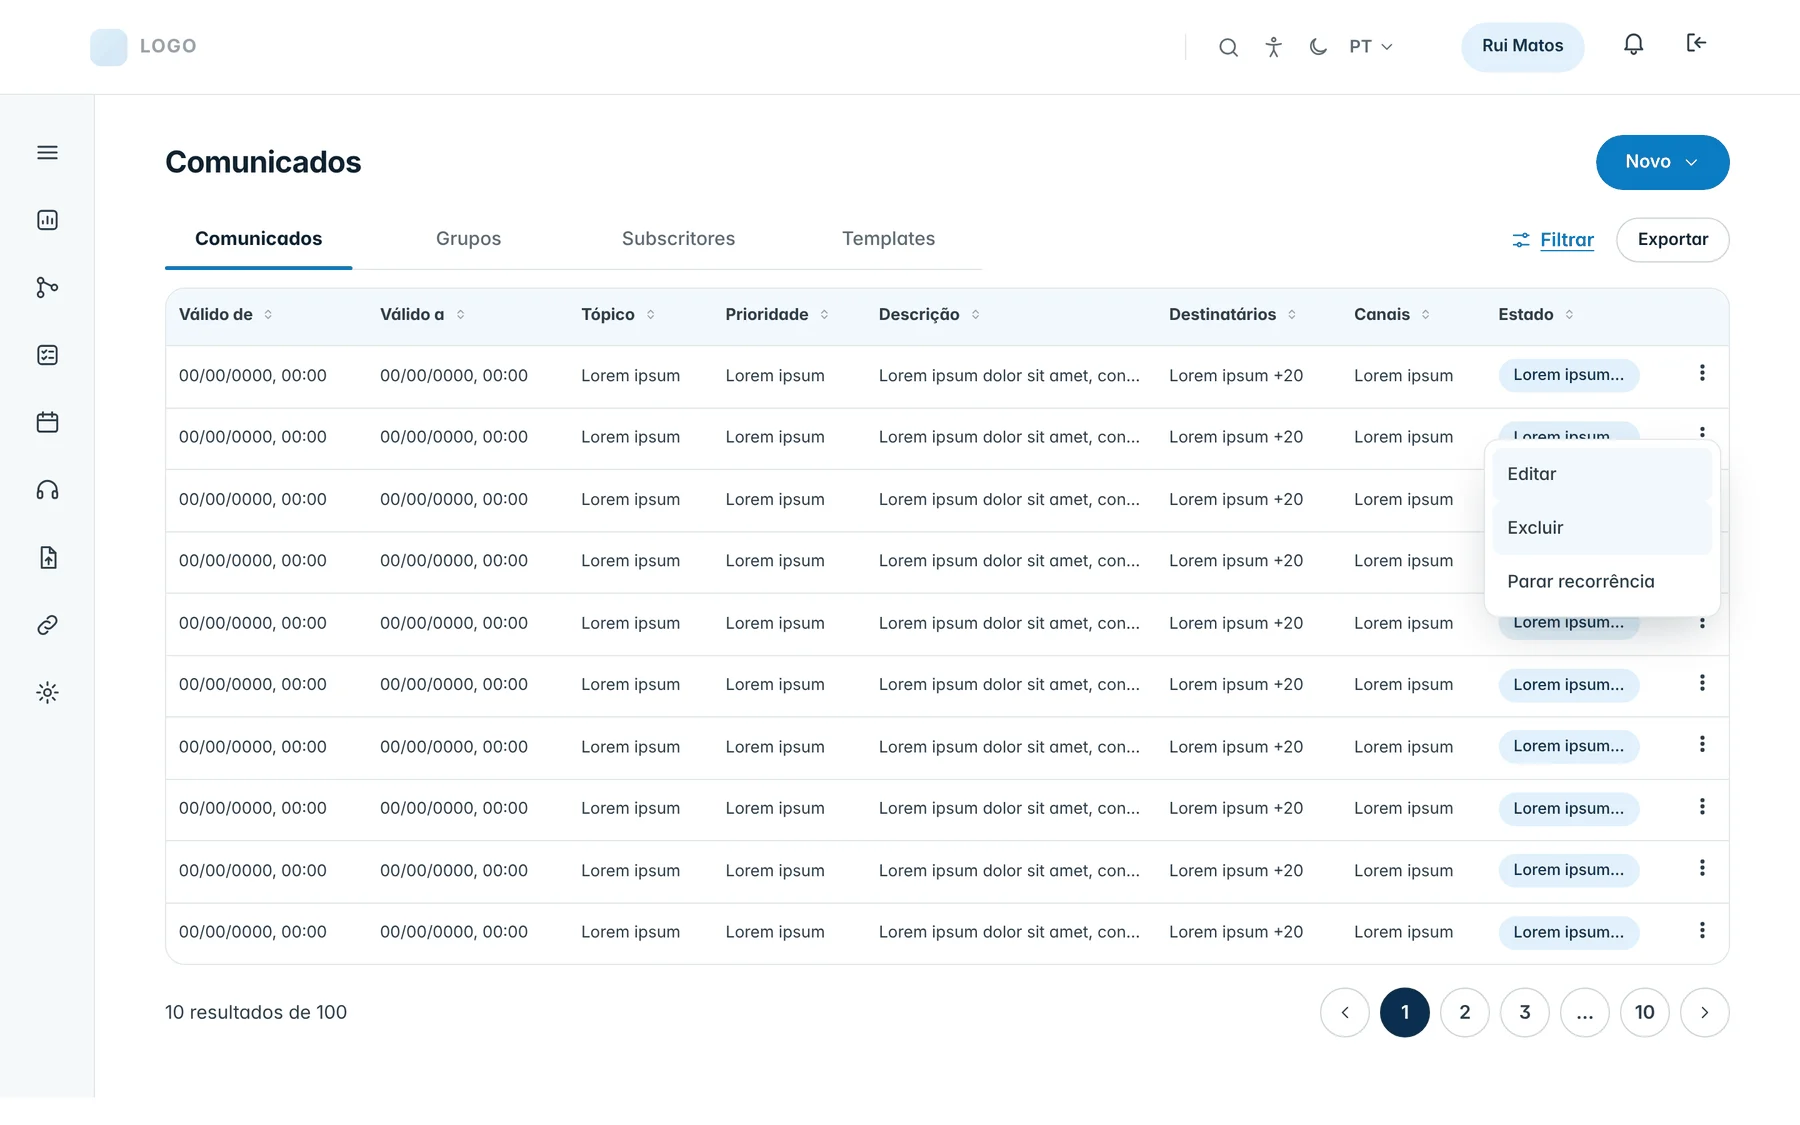 LOGO
PT
Rui Matos
Comunicados
Novo
Comunicados Grupos Subscritores Templates
Filtrar Exportar
Válido de Válido a Tópico Prioridade Descrição Destinatários Canais Estado
00/00/0000, 00:00 00/00/0000, 00:00 Lorem ipsum Lorem ipsum Lorem ipsum dolor sit amet, con... Lorem ipsum +20 Lorem ipsum Lorem ipsum...
00/00/0000, 00:00 00/00/0000, 00:00 Lorem ipsum Lorem ipsum Lorem ipsum dolor sit amet, con... Lorem ipsum +20 Lorem ipsum Lorem ipsum...
Editar
00/00/0000, 00:00 00/00/0000, 00:00 Lorem ipsum Lorem ipsum Lorem ipsum dolor sit amet, con... Lorem ipsum +20 Lorem ipsum
Excluir
00/00/0000, 00:00 00/00/0000, 00:00 Lorem ipsum Lorem ipsum Lorem ipsum dolor sit amet, con... Lorem ipsum +20 Lorem ipsum
Parar recorrência
00/00/0000, 00:00 00/00/0000, 00:00 Lorem ipsum Lorem ipsum Lorem ipsum dolor sit amet, con... Lorem ipsum +20 Lorem ipsum Lorem ipsum...
00/00/0000, 00:00 00/00/0000, 00:00 Lorem ipsum Lorem ipsum Lorem ipsum dolor sit amet, con... Lorem ipsum +20 Lorem ipsum Lorem ipsum...
00/00/0000, 00:00 00/00/0000, 00:00 Lorem ipsum Lorem ipsum Lorem ipsum dolor sit amet, con... Lorem ipsum +20 Lorem ipsum Lorem ipsum...
00/00/0000, 00:00 00/00/0000, 00:00 Lorem ipsum Lorem ipsum Lorem ipsum dolor sit amet, con... Lorem ipsum +20 Lorem ipsum Lorem ipsum...
00/00/0000, 00:00 00/00/0000, 00:00 Lorem ipsum Lorem ipsum Lorem ipsum dolor sit amet, con... Lorem ipsum +20 Lorem ipsum Lorem ipsum...
00/00/0000, 00:00 00/00/0000, 00:00 Lorem ipsum Lorem ipsum Lorem ipsum dolor sit amet, con... Lorem ipsum +20 Lorem ipsum Lorem ipsum...
10 resultados de 100
1 2 3 ... 10